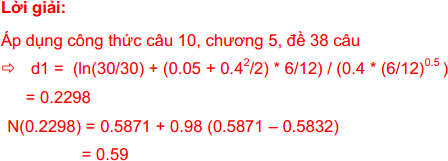 Lời giải:
Áp dụng công thức câu 10, chương 5, đề 38 câu
⇨ d1 = (ln(30/30) + (0.05 + 0.4²/2) * 6/12) / (0.4 * (6/12)⁰·⁵ )
= 0.2298
N(0.2298) = 0.5871 + 0.98 (0.5871 – 0.5832)
= 0.59